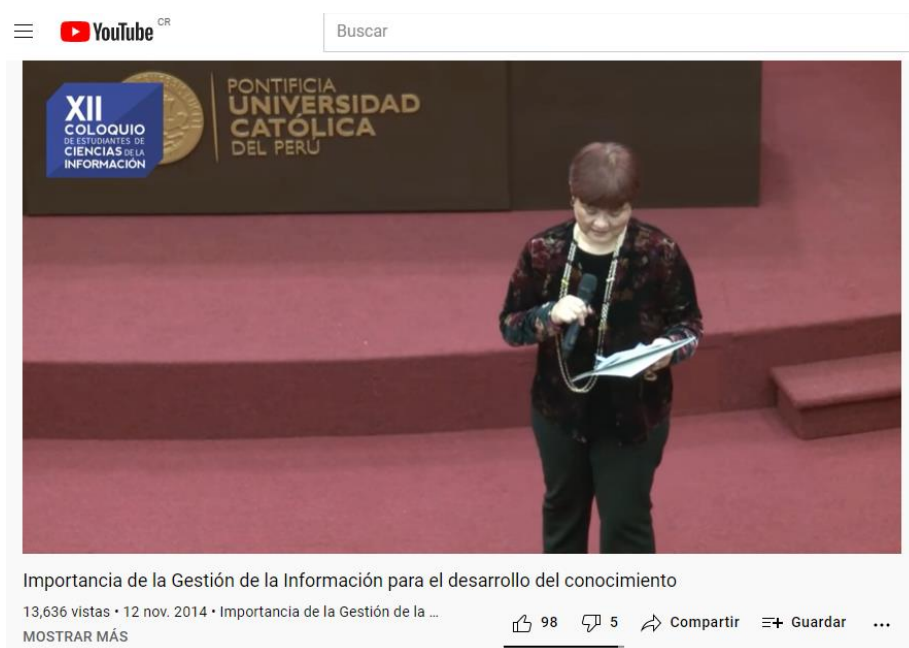 YouTube CR
Buscar
XII
COLOQUIO
DE ESTUDIANTES DE
CIENCIAS DE LA
INFORMACIÓN
PONTIFICIA
UNIVERSIDAD
CATÓLICA
DEL PERÚ
Importancia de la Gestión de la Información para el desarrollo del conocimiento
13,636 vistas • 12 nov. 2014 • Importancia de la Gestión de la ...
98 5 Compartir Guardar ...
MOSTRAR MÁS